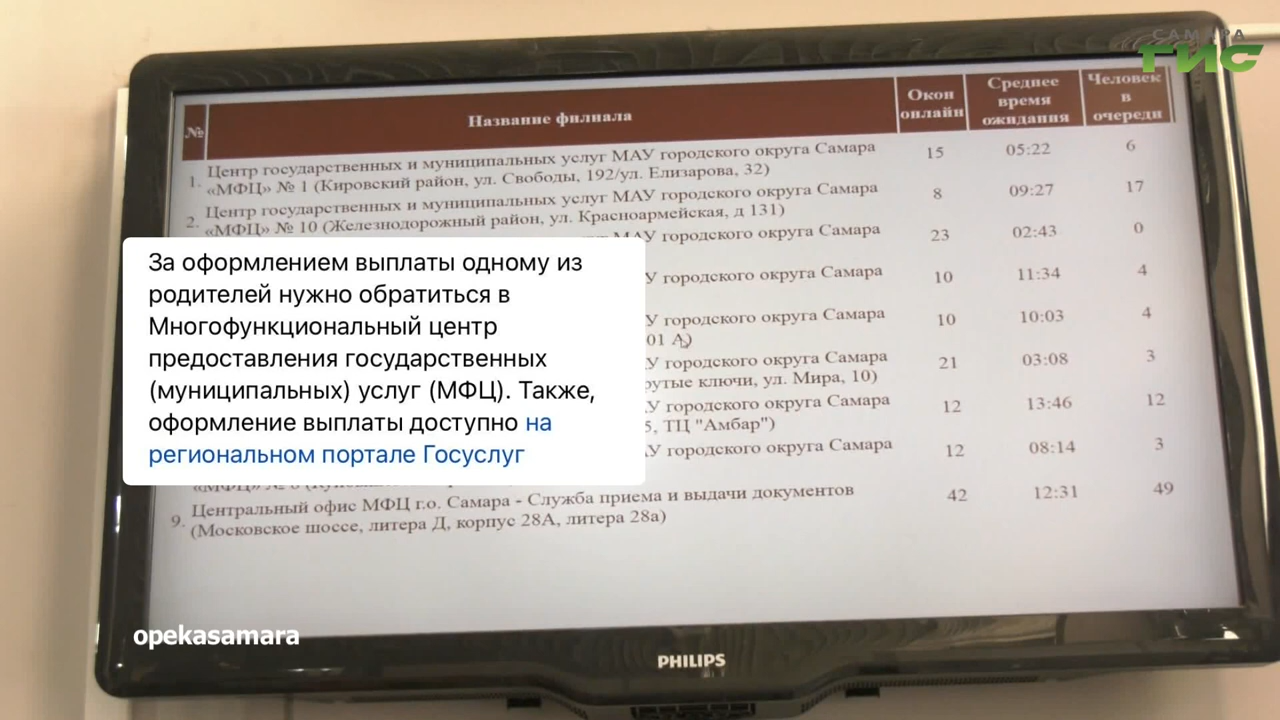 САМАРА
ГИС
№
Название филиала
Окон онлайн
Среднее время ожидания
Человек в очереди
1. Центр государственных и муниципальных услуг МАУ городского округа Самара 15 05:22 6
«МФЦ» № 1 (Кировский район, ул. Свободы, 192/ул. Елизарова, 32)
2. Центр государственных и муниципальных услуг МАУ городского округа Самара 8 09:27 17
«МФЦ» № 10 (Железнодорожный район, ул. Красноармейская, д 131)
МАУ городского округа Самара 23 02:43 0
городского округа Самара 10 11:34 4
городского округа Самара 10 10:03 4
01 А)
городского округа Самара 21 03:08 3
рутые ключи, ул. Мира, 10)
городского округа Самара 12 13:46 12
5, ТЦ "Амбар")
городского округа Самара 12 08:14 3
9. Центральный офис МФЦ г.о. Самара - Служба приема и выдачи документов 42 12:31 49
(Московское шоссе, литера Д, корпус 28А, литера 28а)
За оформлением выплаты одному из
родителей нужно обратиться в
Многофункциональный центр
предоставления государственных
(муниципальных) услуг (МФЦ). Также,
оформление выплаты доступно на
региональном портале Госуслуг
opekasamara
PHILIPS